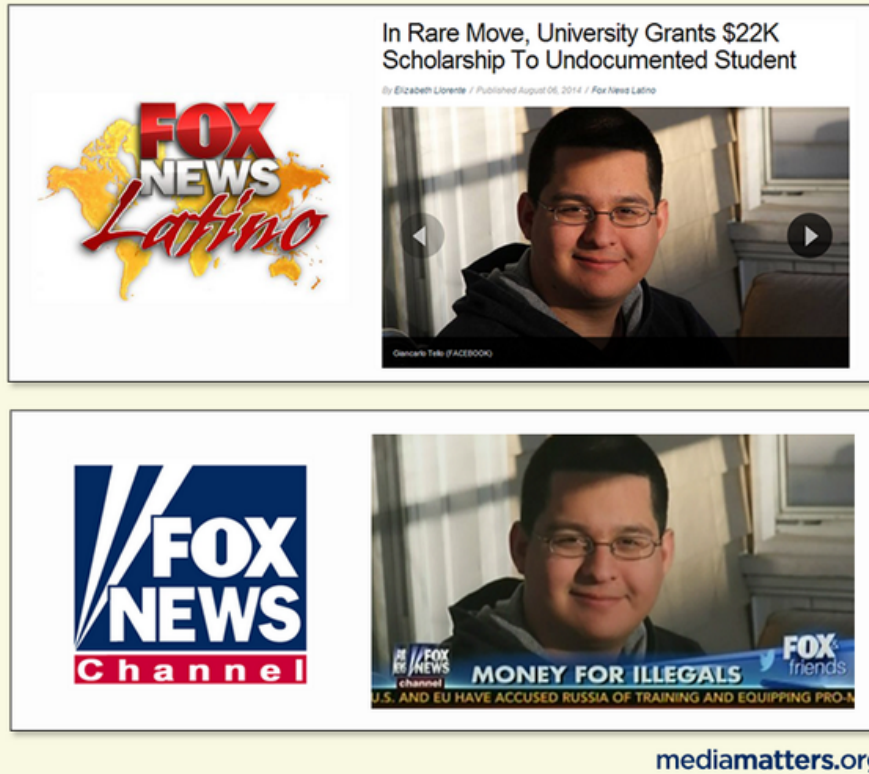 In Rare Move, University Grants $22K
Scholarship To Undocumented Student
By Elizabeth Llorente / Published August 06, 2014 / Fox News Latino
FOX
NEWS
Latino
Giancarlo Tello (FACEBOOK)
FOX
NEWS
Channel
FOX
NEWS
channel
MONEY FOR ILLEGALS
FOX
friends
U.S. AND EU HAVE ACCUSED RUSSIA OF TRAINING AND EQUIPPING PRO-
mediamatters.org